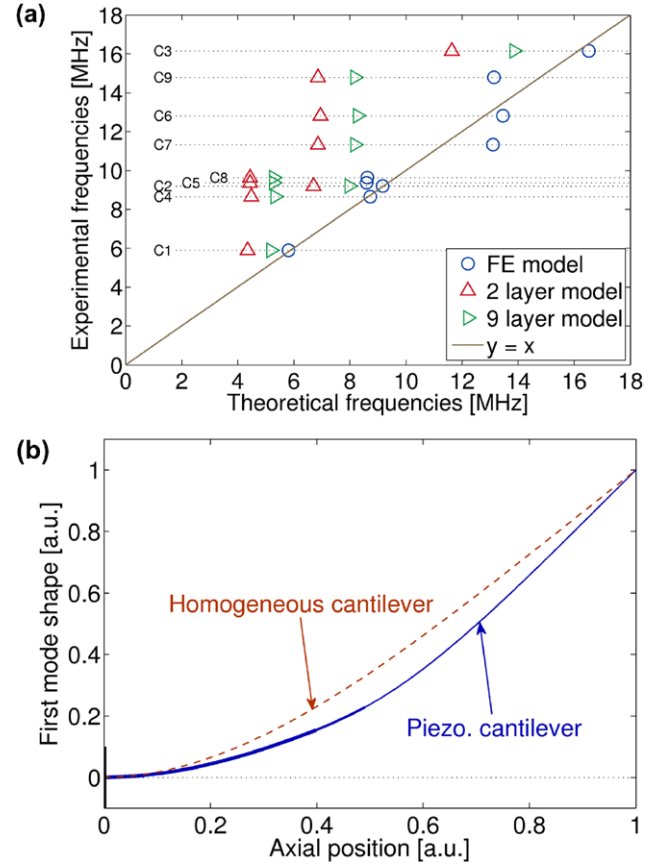 (a)
Experimental frequencies [MHz]
18
16
14
12
10
8
6
4
2
0
C3
C9
C6
C7
C8
C5
C2
C4
C1
FE model
2 layer model
9 layer model
y = x
0 2 4 6 8 10 12 14 16 18
Theoretical frequencies [MHz]
(b)
First mode shape [a.u.]
1
0.8
0.6
0.4
0.2
0
Homogeneous cantilever
Piezo. cantilever
0 0.2 0.4 0.6 0.8 1
Axial position [a.u.]